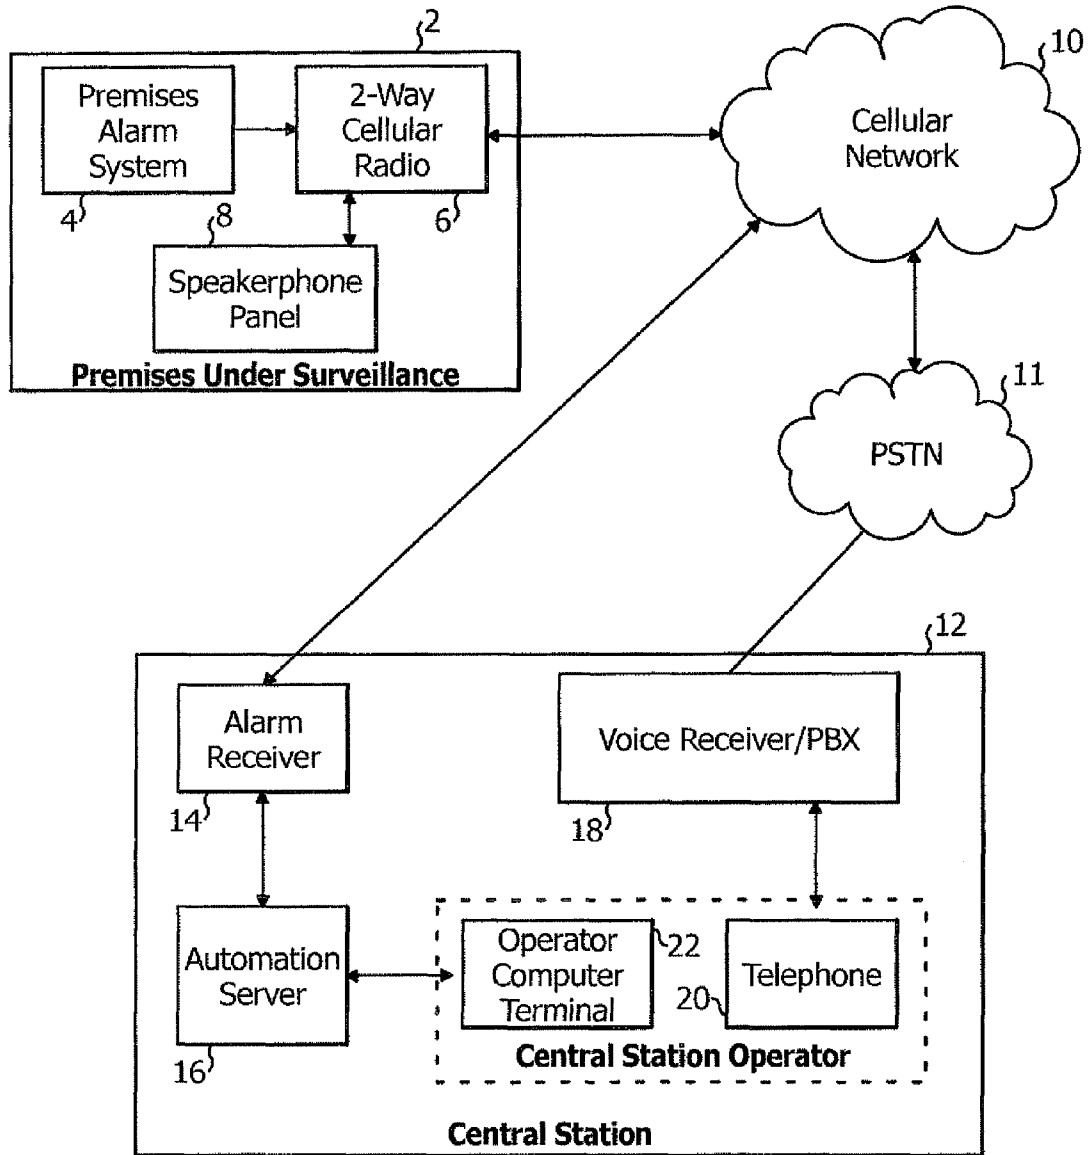 2
Premises
Alarm
System
4
2-Way
Cellular
Radio
6
8
Speakerphone
Panel
Premises Under Surveillance
10
Cellular
Network
11
PSTN
12
Alarm
Receiver
14
Voice Receiver/PBX
18
Automation
Server
16
Operator
Computer
Terminal
22
Telephone
20
Central Station Operator
Central Station